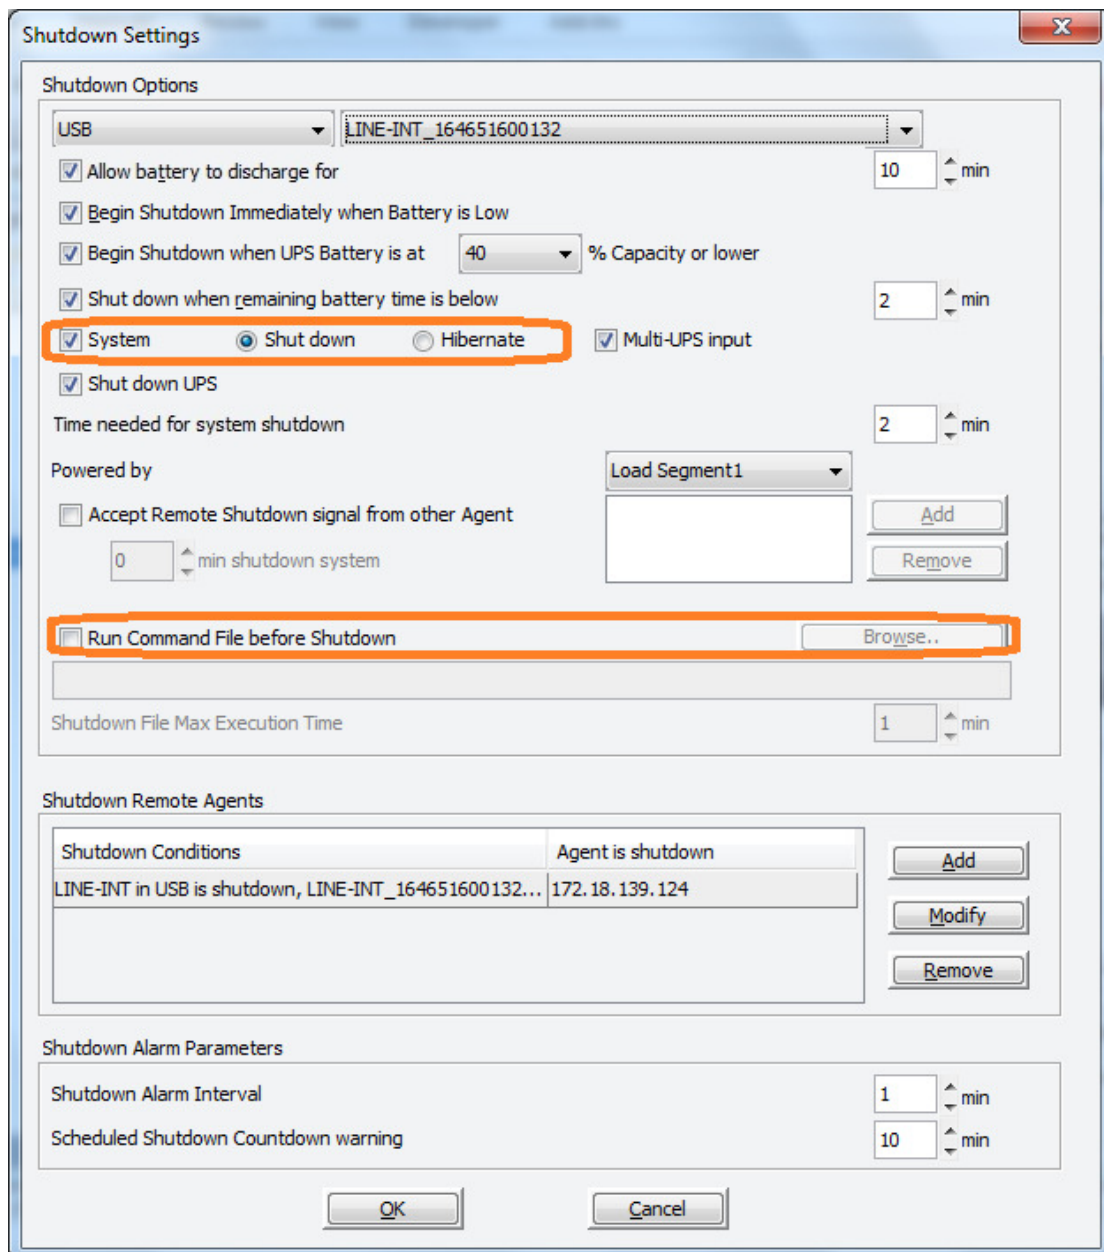 Shutdown Settings
Shutdown Options
USB LINE-INT_164651600132
Allow battery to discharge for 10 min
Begin Shutdown Immediately when Battery is Low
Begin Shutdown when UPS Battery is at 40 % Capacity or lower
Shut down when remaining battery time is below 2 min
System Shut down Hibernate Multi-UPS input
Shut down UPS
Time needed for system shutdown 2 min
Powered by Load Segment1
Accept Remote Shutdown signal from other Agent Add
0 min shutdown system Remove
Run Command File before Shutdown Browse..
Shutdown File Max Execution Time 1 min
Shutdown Remote Agents
Shutdown Conditions Agent is shutdown
Add
LINE-INT in USB is shutdown, LINE-INT_164651600132... 172.18.139.124
Modify
Remove
Shutdown Alarm Parameters
Shutdown Alarm Interval 1 min
Scheduled Shutdown Countdown warning 10 min
OK Cancel